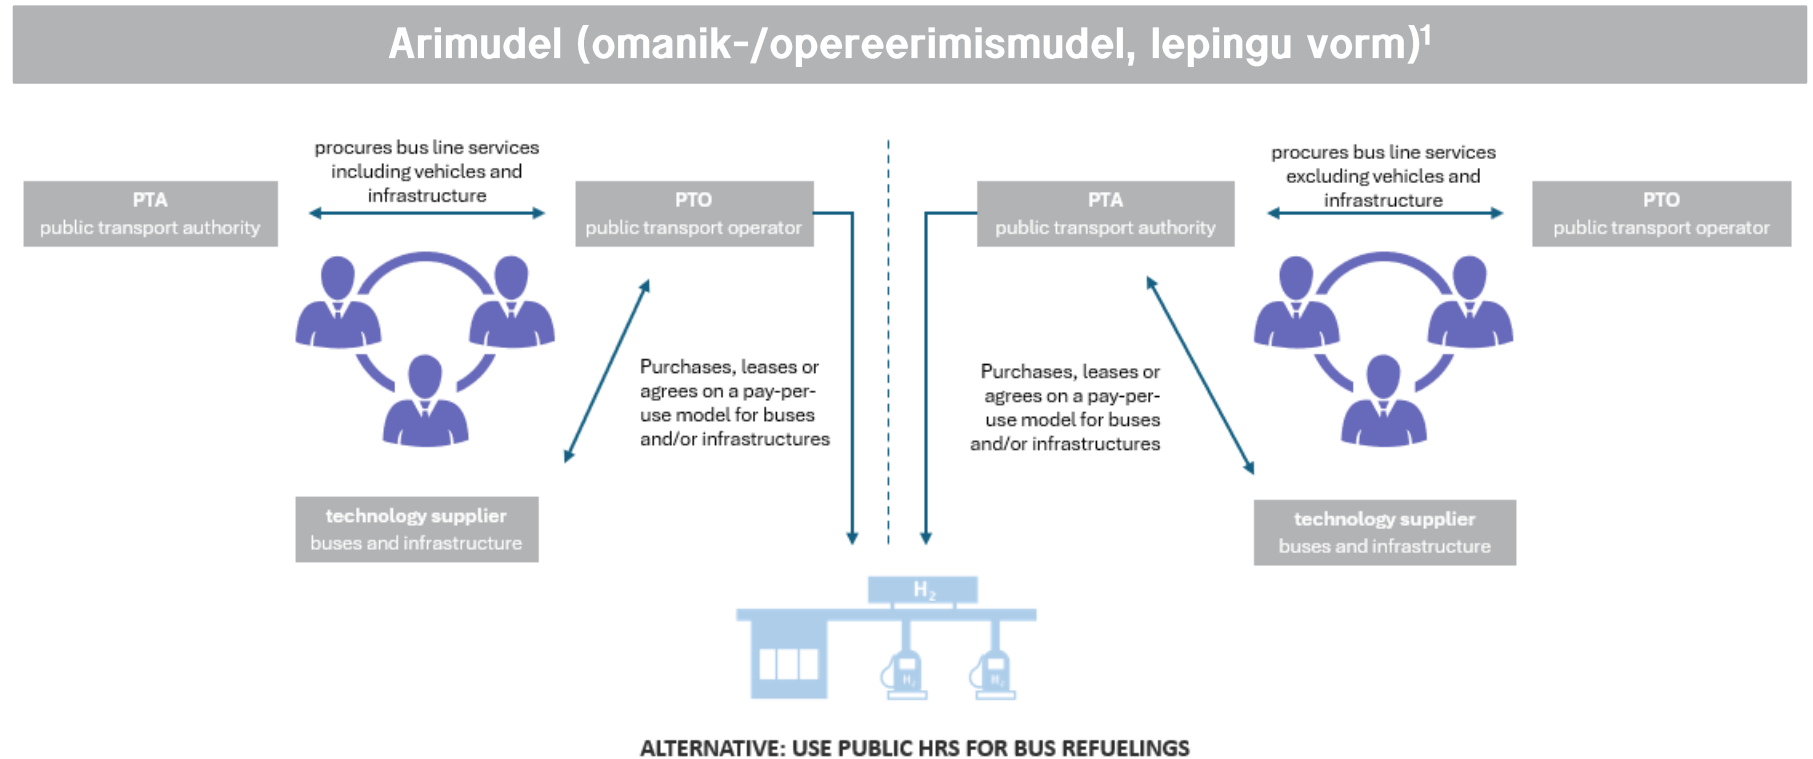 Arimudel (omanik-/opereerimismudel, lepingu vorm)¹
procures bus line services
including vehicles and
infrastructure
PTA
public transport authority
PTO
public transport operator
Purchases, leases or
agrees on a pay-per-
use model for buses
and/or infrastructures
technology supplier
buses and infrastructure
procures bus line services
excluding vehicles and
infrastructure
PTA
public transport authority
PTO
public transport operator
Purchases, leases or
agrees on a pay-per-
use model for buses
and/or infrastructures
technology supplier
buses and infrastructure
H₂
H₂
H₂
ALTERNATIVE: USE PUBLIC HRS FOR BUS REFUELINGS